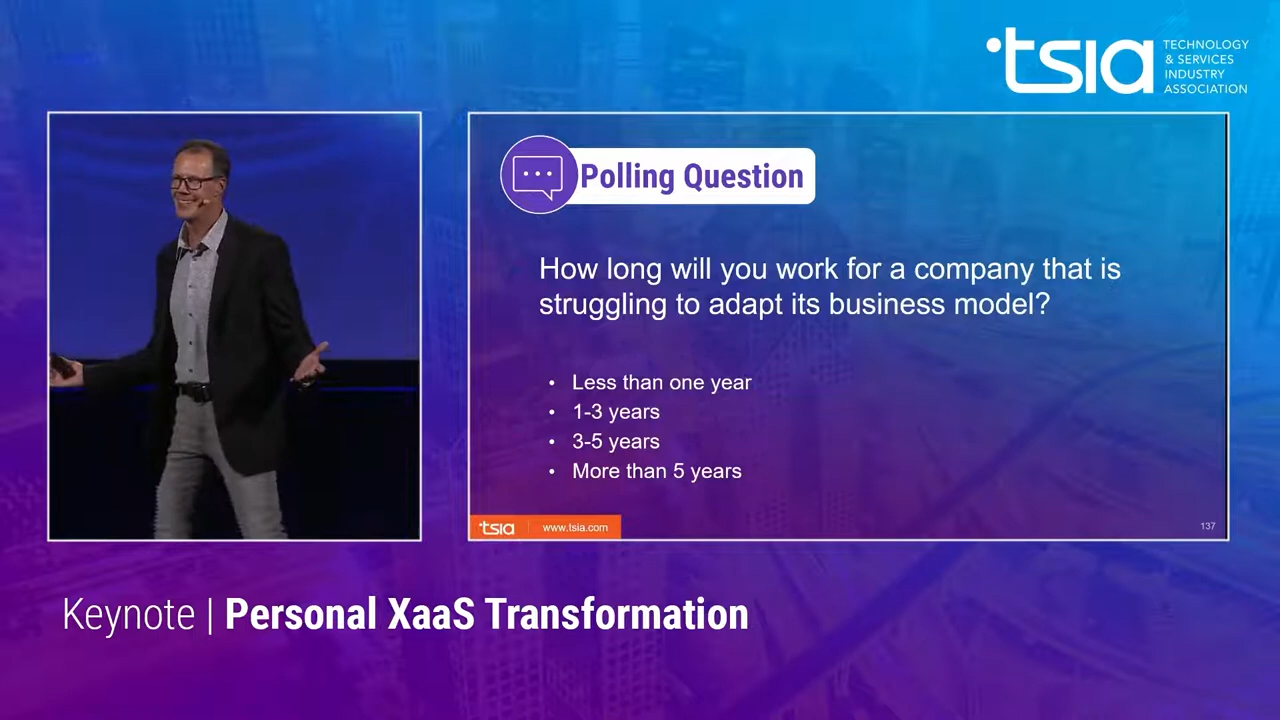 tsia
TECHNOLOGY
& SERVICES
INDUSTRY
ASSOCIATION
Polling Question
How long will you work for a company that is
struggling to adapt its business model?
• Less than one year
• 1-3 years
• 3-5 years
• More than 5 years
tsia | www.tsia.com
137
Keynote | Personal XaaS Transformation